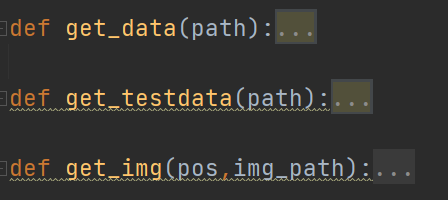 def get_data(path):...
def get_testdata(path):...
def get_img(pos,img_path):...